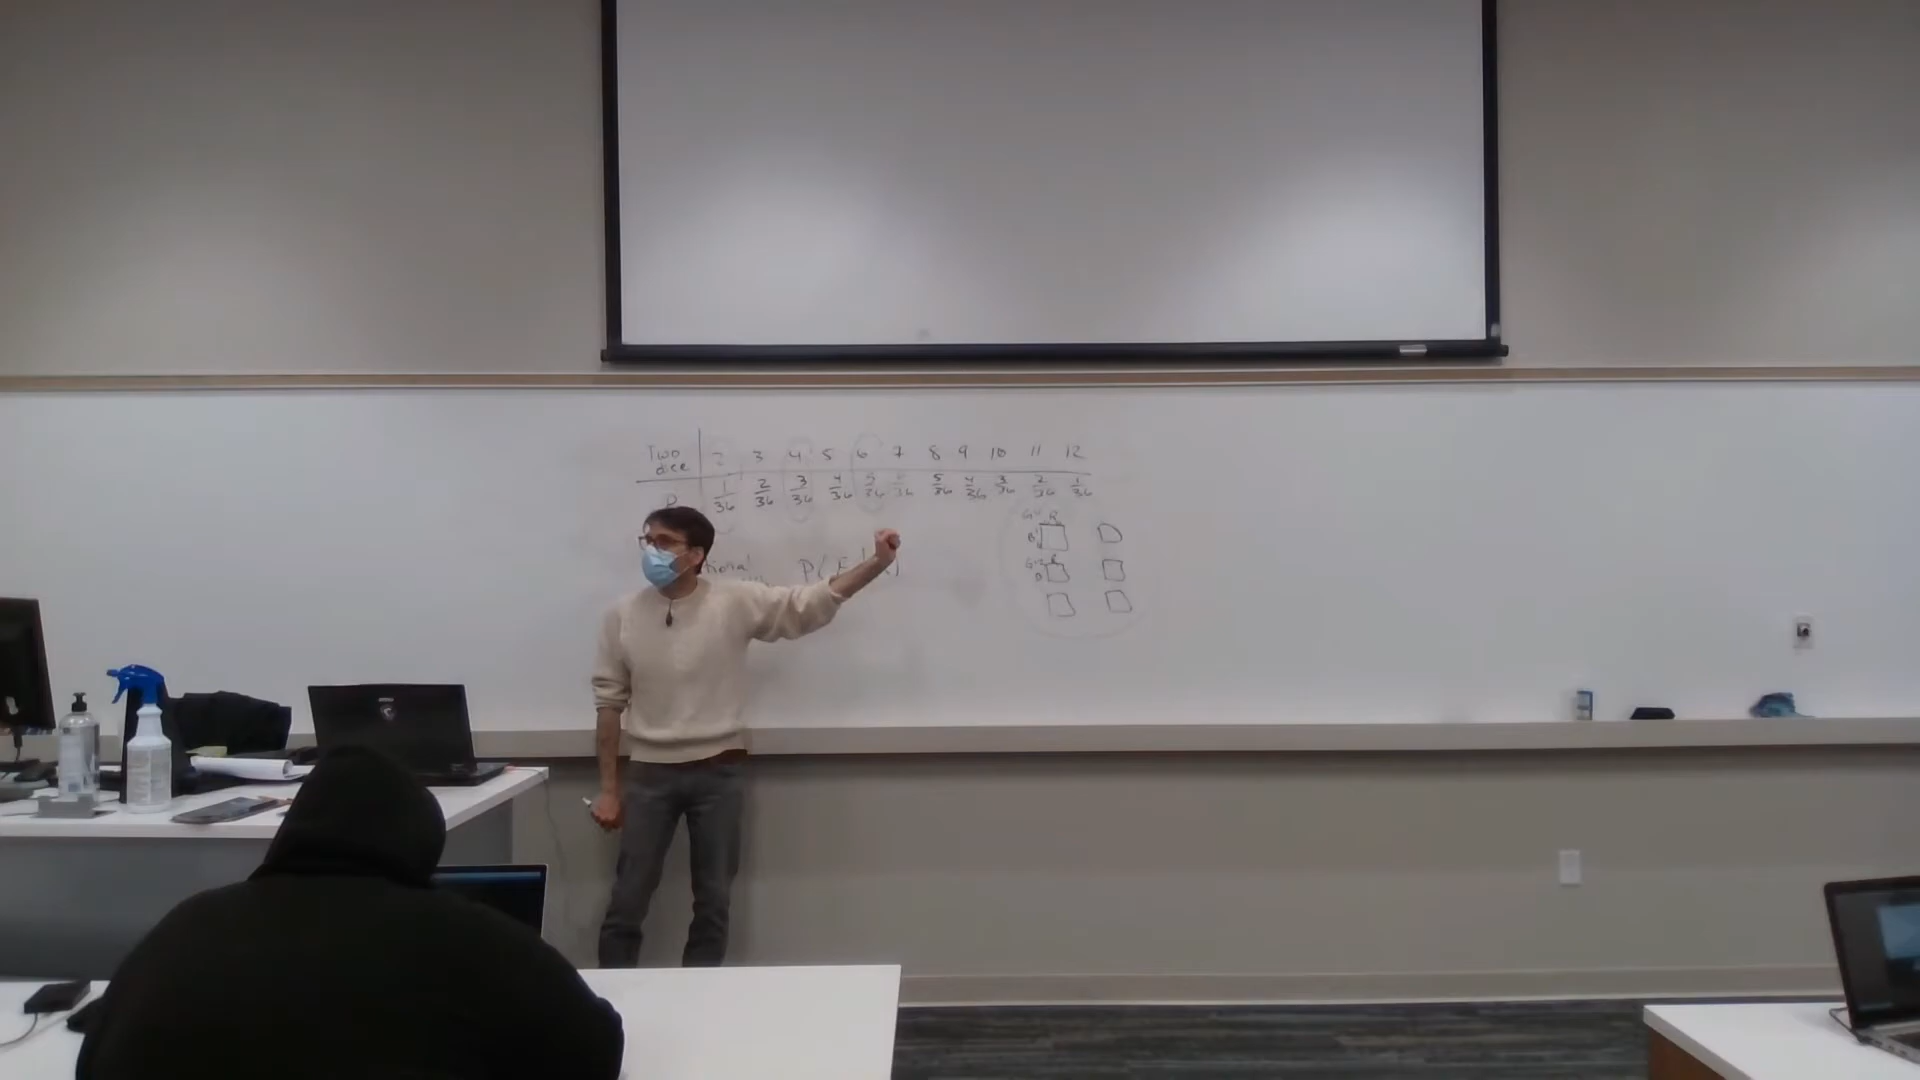 Two 2 3 4 5 6 7 8 9 10 11 12
dice
1/36 2/36 3/36 4/36 5/36 6/36 5/36 4/36 3/36 2/36 1/36
P
tional P(E